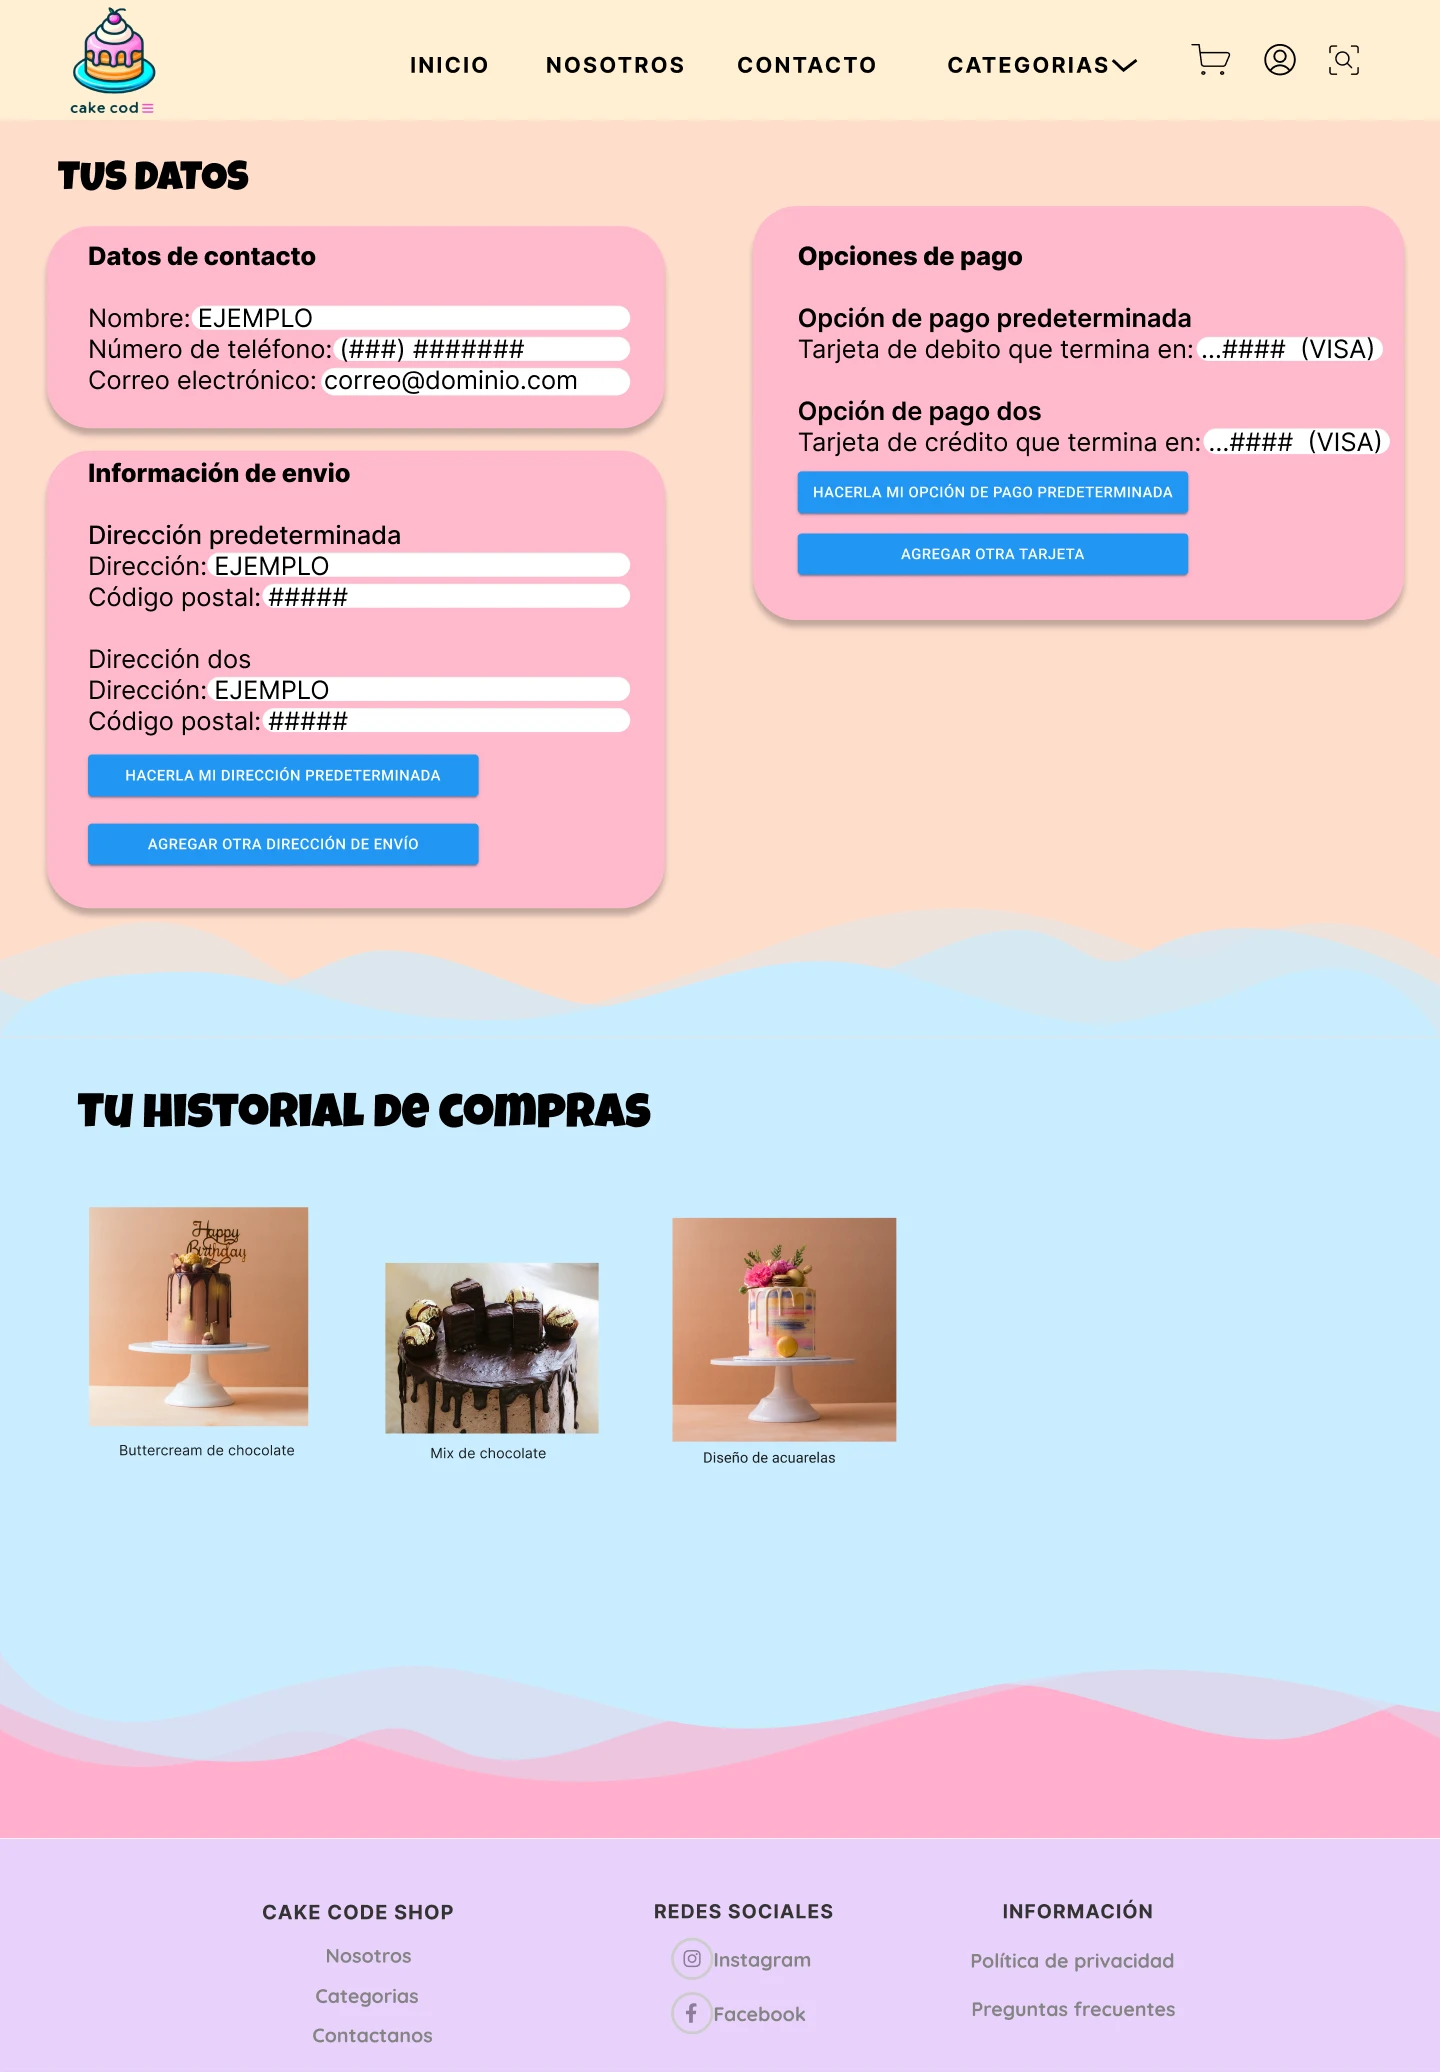 cake cod≡
INICIO NOSOTROS CONTACTO CATEGORIAS
TUS DATOS
Datos de contacto
Nombre: EJEMPLO
Número de teléfono: (###) #######
Correo electrónico: correo@dominio.com
Información de envio
Dirección predeterminada
Dirección: EJEMPLO
Código postal: #####
Dirección dos
Dirección: EJEMPLO
Código postal: #####
HACERLA MI DIRECCIÓN PREDETERMINADA
AGREGAR OTRA DIRECCIÓN DE ENVÍO
Opciones de pago
Opción de pago predeterminada
Tarjeta de debito que termina en: ...#### (VISA)
Opción de pago dos
Tarjeta de crédito que termina en: ...#### (VISA)
HACERLA MI OPCIÓN DE PAGO PREDETERMINADA
AGREGAR OTRA TARJETA
Tu HISTORIAL De COmPRAS
Happy
Birthday
Buttercream de chocolate
Mix de chocolate
Diseño de acuarelas
CAKE CODE SHOP
Nosotros
Categorias
Contactanos
REDES SOCIALES
Instagram
Facebook
INFORMACIÓN
Política de privacidad
Preguntas frecuentes